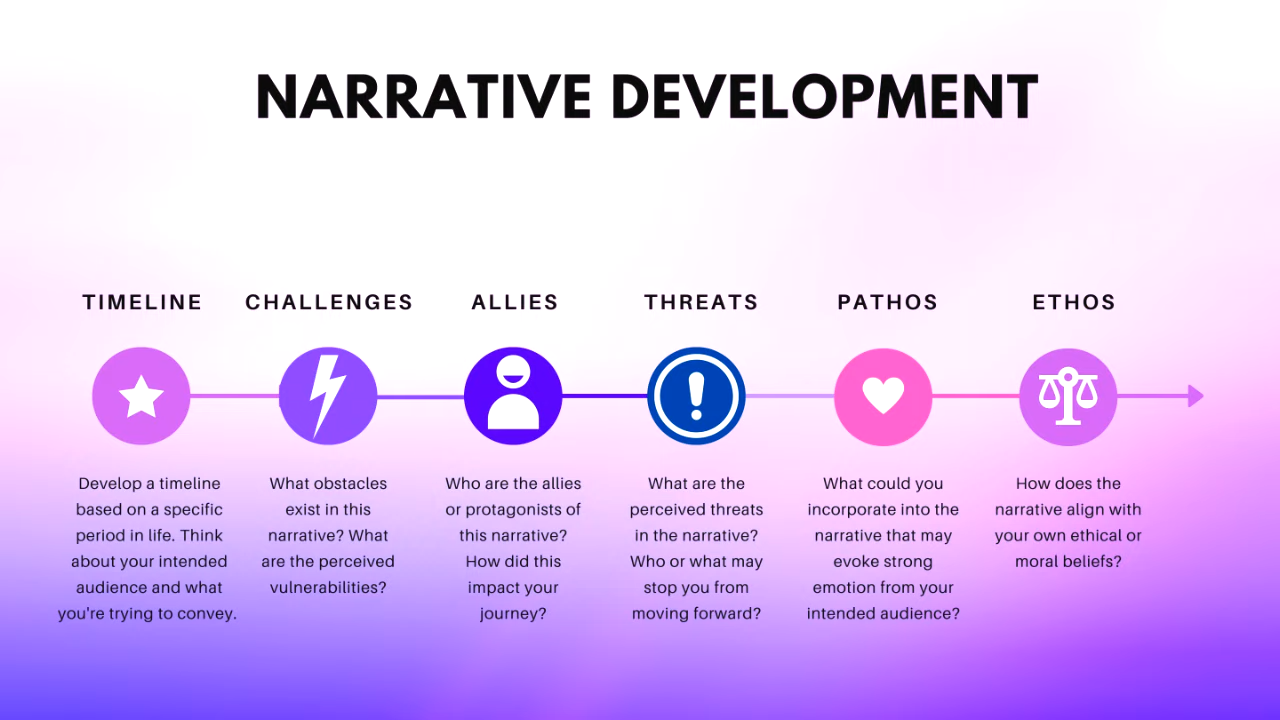 NARRATIVE DEVELOPMENT
TIMELINE
Develop a timeline
based on a specific
period in life. Think
about your intended
audience and what
you're trying to convey.
CHALLENGES
What obstacles
exist in this
narrative? What
are the perceived
vulnerabilities?
ALLIES
Who are the allies
or protagonists of
this narrative?
How did this
impact your
journey?
THREATS
What are the
perceived threats
in the narrative?
Who or what may
stop you from
moving forward?
PATHOS
What could you
incorporate into the
narrative that may
evoke strong
emotion from your
intended audience?
ETHOS
How does the
narrative align with
your own ethical or
moral beliefs?